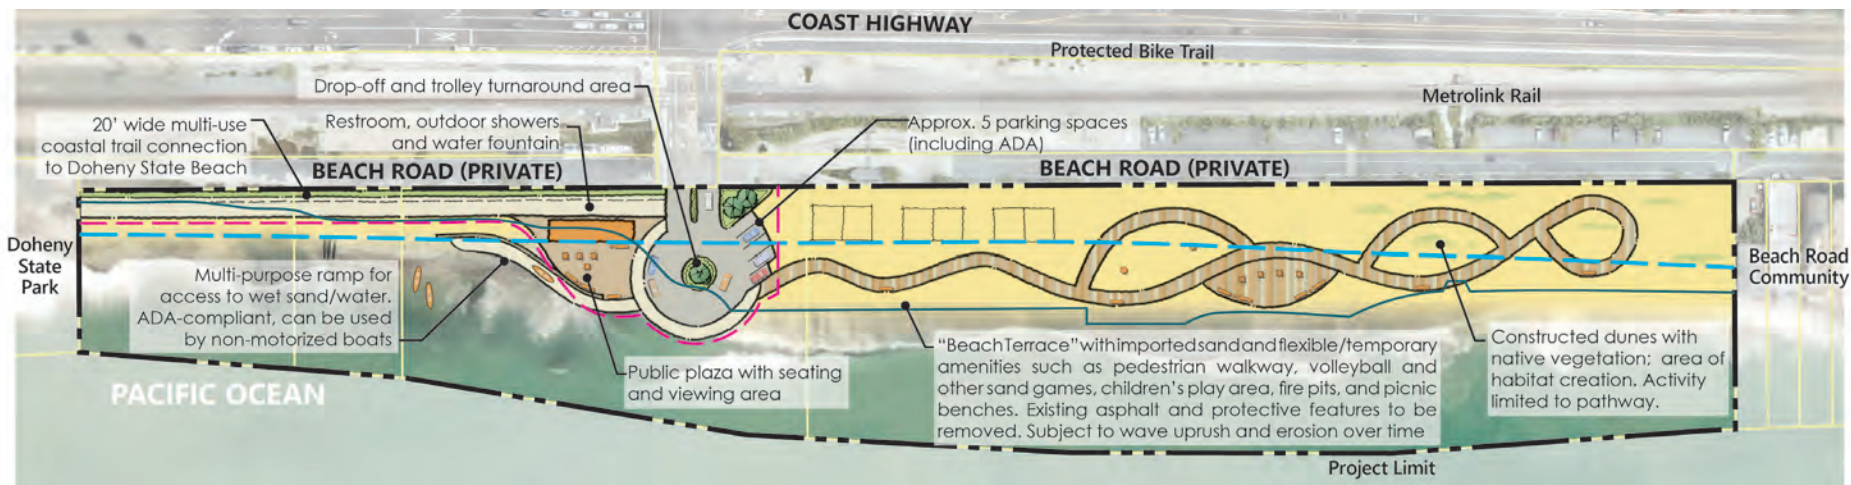 COAST HIGHWAY
Protected Bike Trail
Drop-off and trolley turnaround area
Metrolink Rail
20' wide multi-use
coastal trail connection
to Doheny State Beach
Restroom, outdoor showers
and water fountain
Approx. 5 parking spaces
(including ADA)
BEACH ROAD (PRIVATE)
BEACH ROAD (PRIVATE)
Doheny
State
Park
Beach Road
Community
Multi-purpose ramp for
access to wet sand/water.
ADA-compliant, can be used
by non-motorized boats
Public plaza with seating
and viewing area
"Beach Terrace" with imported sand and flexible/temporary
amenities such as pedestrian walkway, volleyball and
other sand games, children's play area, fire pits, and picnic
benches. Existing asphalt and protective features to be
removed. Subject to wave uprush and erosion over time
Constructed dunes with
native vegetation; area of
habitat creation. Activity
limited to pathway.
PACIFIC OCEAN
Project Limit